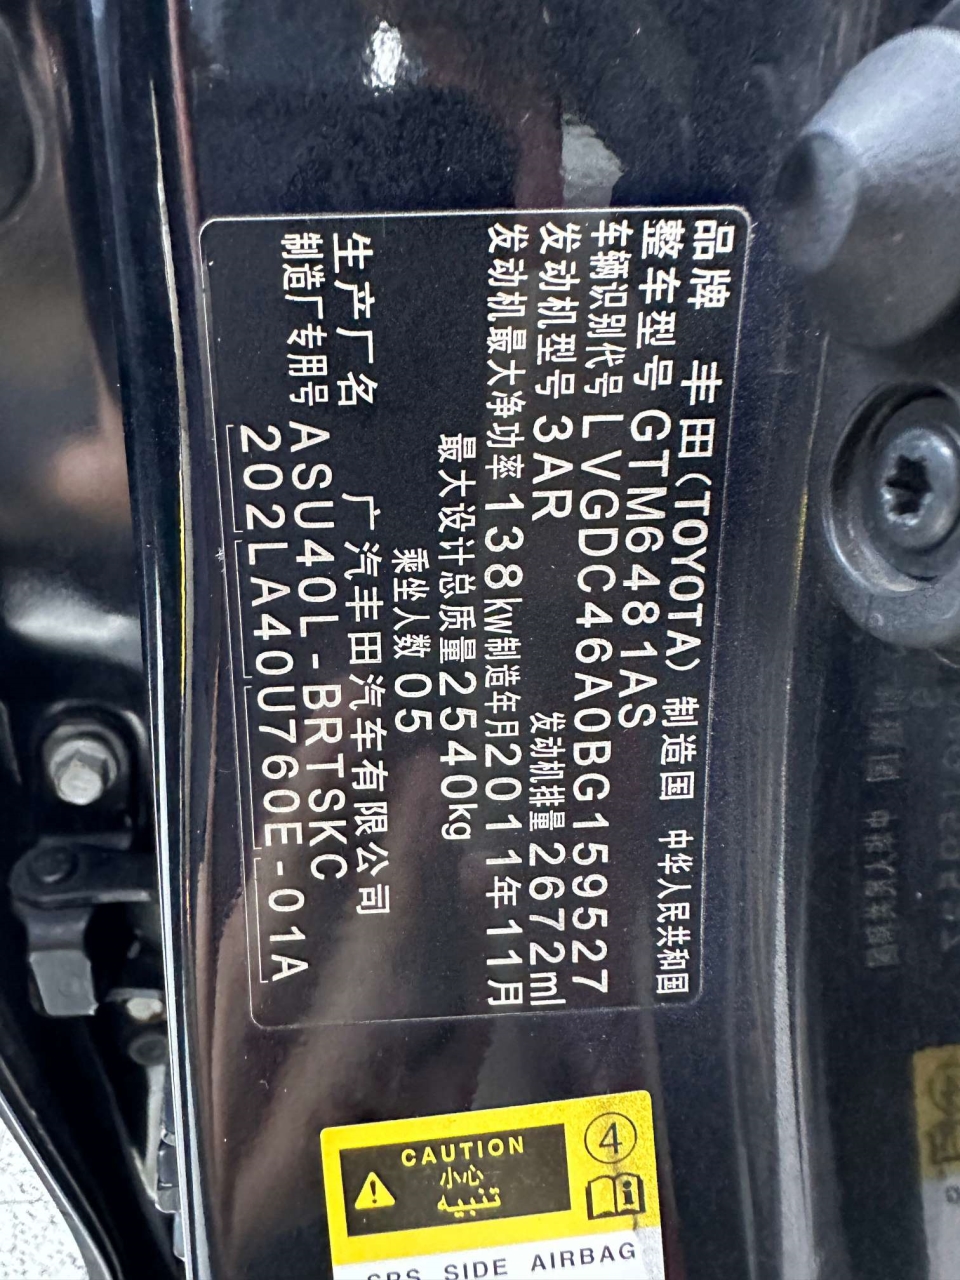 品牌 丰田(TOYOTA) 制造国 中华人民共和国
整车型号 GTM6481AS
车辆识别代号 LVGDC46A0BG159527
发动机型号 3AR 发动机排量 2672ml
发动机最大净功率 138kw 制造年月 2011年11月
最大设计总质量 2540kg
乘坐人数 05
生产厂名 广汽丰田汽车有限公司
制造厂专用号 ASU40L-BRTSKC
202LA40U760E-01A
CAUTION
小心
تنبيه
4
i
SRS SIDE AIRBAG